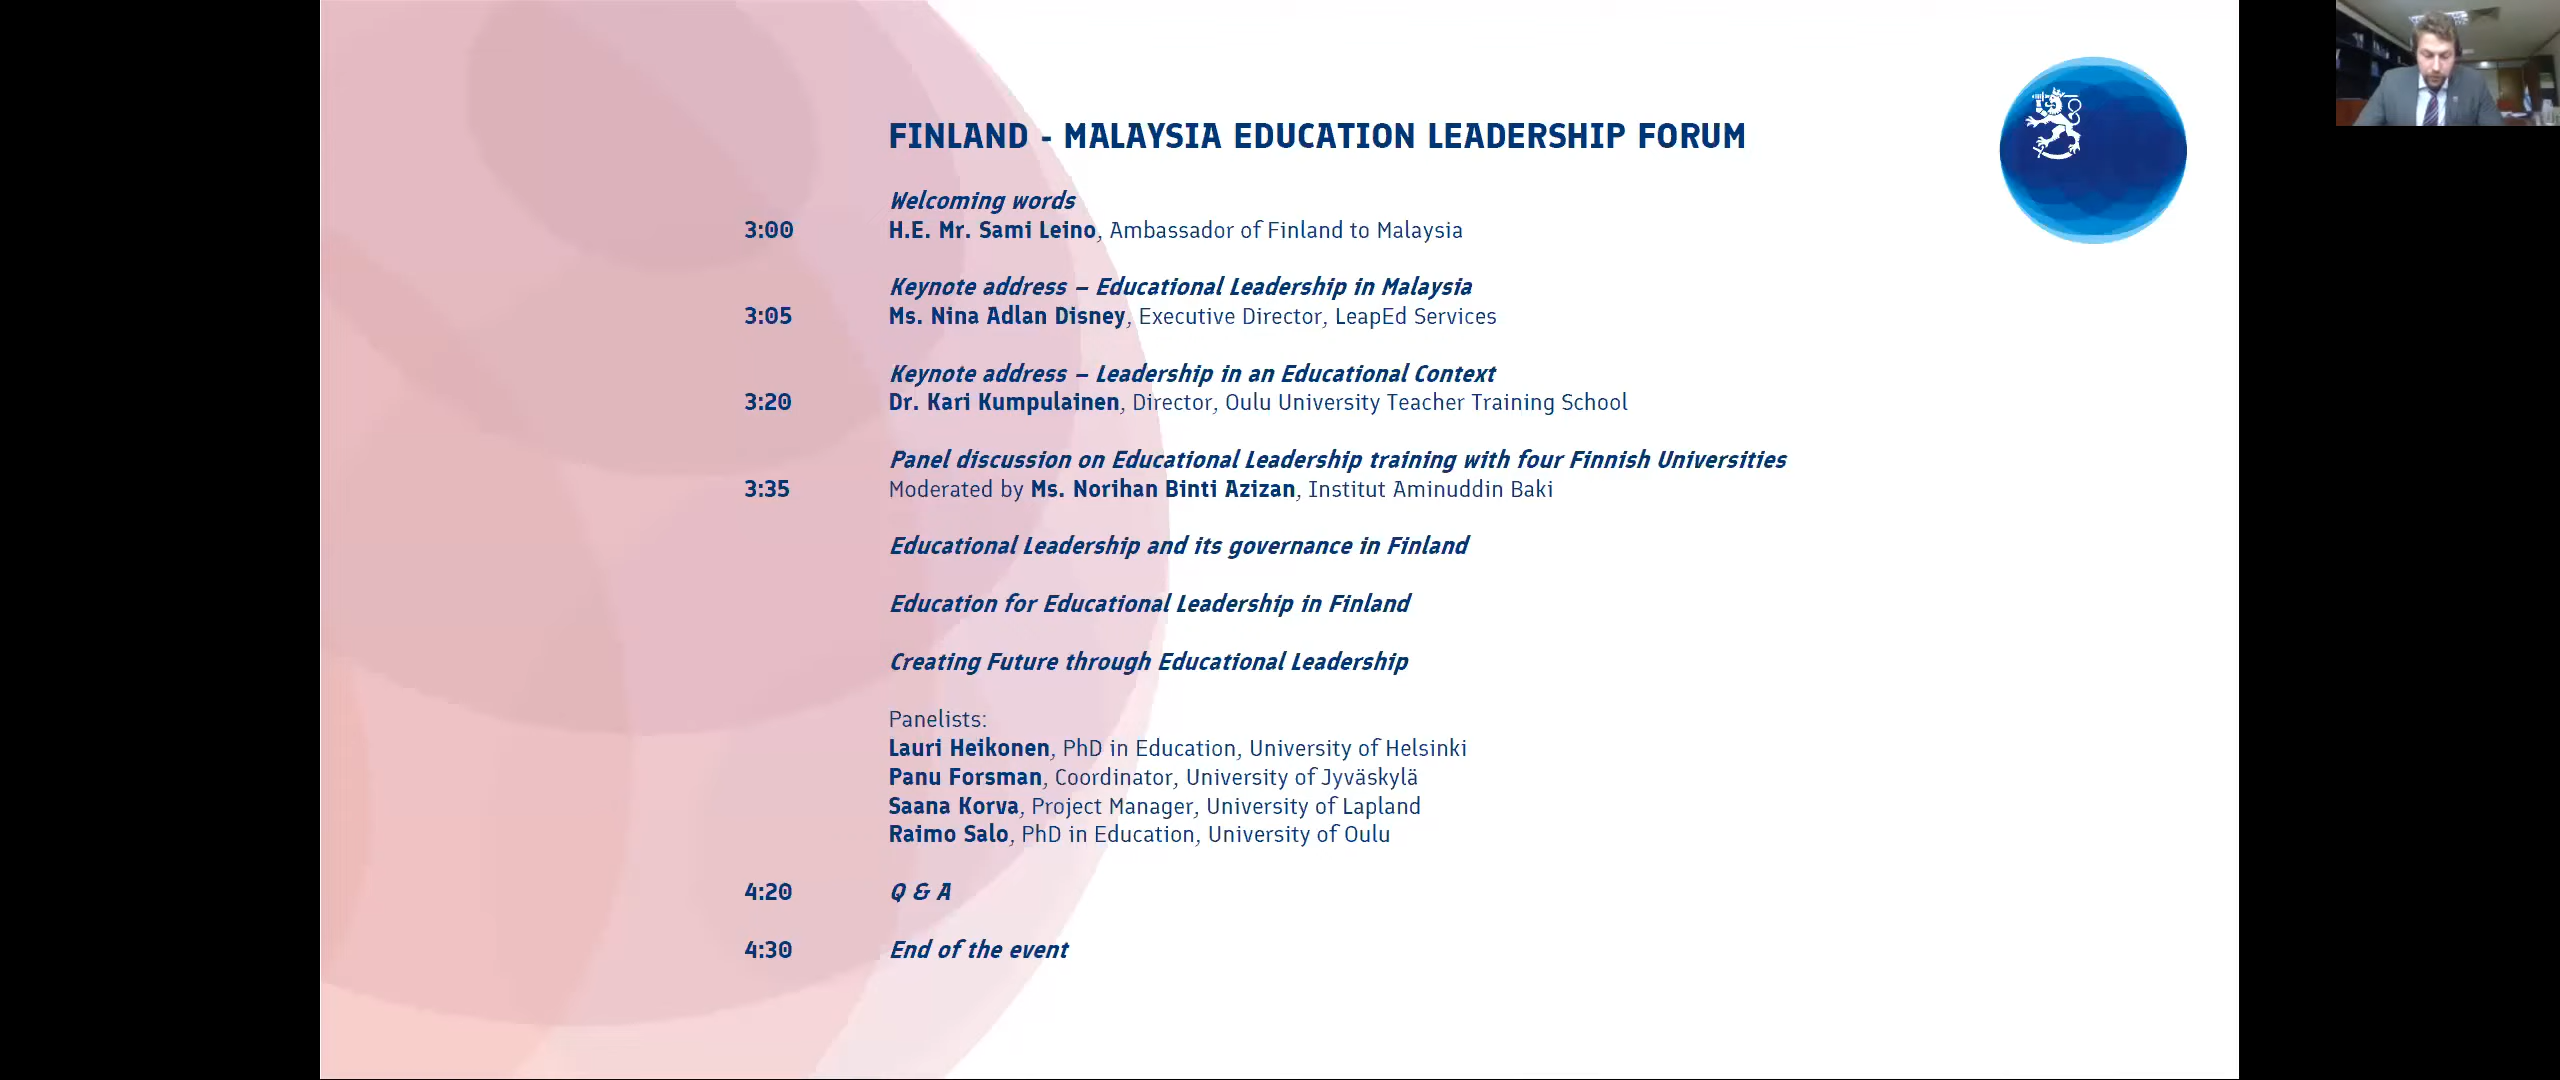 FINLAND - MALAYSIA EDUCATION LEADERSHIP FORUM
Welcoming words
3:00 H.E. Mr. Sami Leino, Ambassador of Finland to Malaysia
Keynote address – Educational Leadership in Malaysia
3:05 Ms. Nina Adlan Disney, Executive Director, LeapEd Services
Keynote address – Leadership in an Educational Context
3:20 Dr. Kari Kumpulainen, Director, Oulu University Teacher Training School
Panel discussion on Educational Leadership training with four Finnish Universities
3:35 Moderated by Ms. Norihan Binti Azizan, Institut Aminuddin Baki
Educational Leadership and its governance in Finland
Education for Educational Leadership in Finland
Creating Future through Educational Leadership
Panelists:
Lauri Heikonen, PhD in Education, University of Helsinki
Panu Forsman, Coordinator, University of Jyväskylä
Saana Korva, Project Manager, University of Lapland
Raimo Salo, PhD in Education, University of Oulu
4:20 Q & A
4:30 End of the event